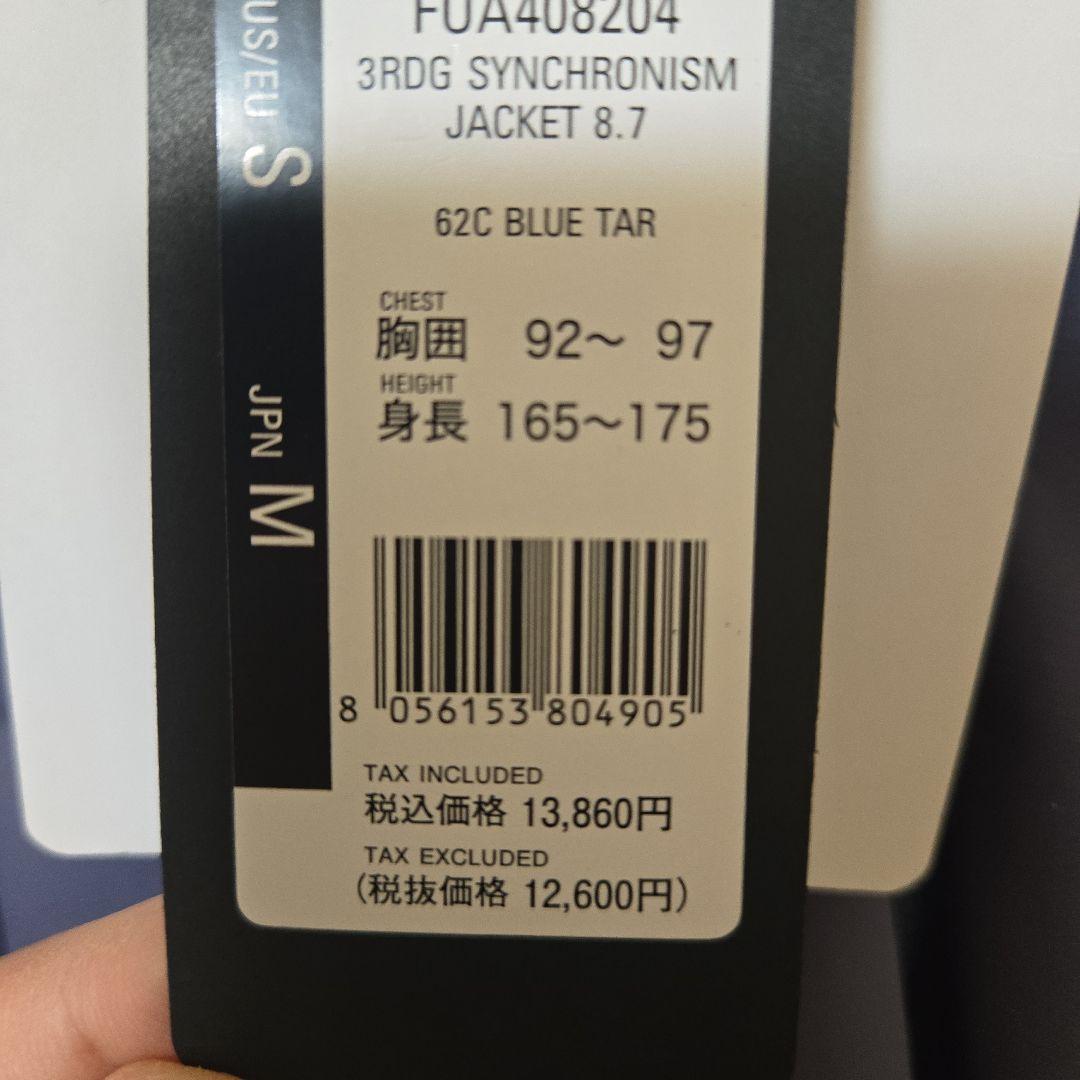 FOA408204
3RDG SYNCHRONISM
JACKET 8.7
62C BLUE TAR
CHEST
胸囲 92～ 97
HEIGHT
身長 165～175
US/EU S
JPN M
8 056153 804905
TAX INCLUDED
税込価格 13,860円
TAX EXCLUDED
(税抜価格 12,600円)